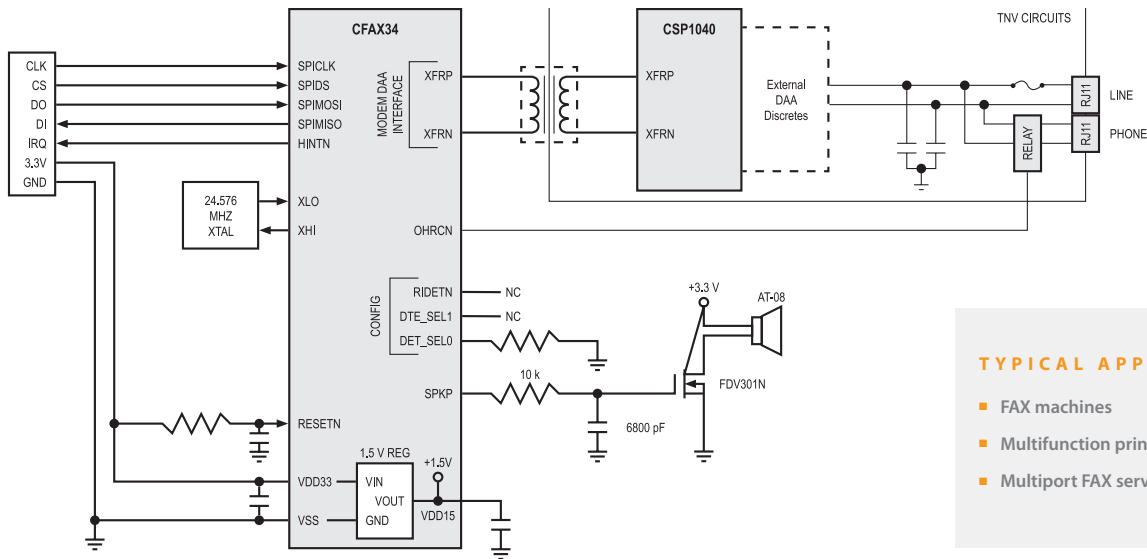 CFAX34
CSP1040
TNV CIRCUITS
CLK
CS
DO
DI
IRQ
3.3V
GND
SPICLK
SPIDS
SPIMOSI
SPIMISO
HINTN
MODEM DAA
INTERFACE
XFRP
XFRN
XFRP
XFRN
External
DAA
Discretes
RJ11
LINE
RJ11
PHONE
RELAY
24.576
MHZ
XTAL
XLO
XHI
OHRCN
CONFIG
RIDETN
NC
DTE_SEL1
NC
DET_SEL0
+3.3 V
AT-08
FDV301N
SPKP
10 k
6800 pF
RESETN
1.5 V REG
+1.5V
VDD33
VIN
VOUT
VDD15
VSS
GND
TYPICAL APP
FAX machines
Multifunction prin
Multiport FAX serv